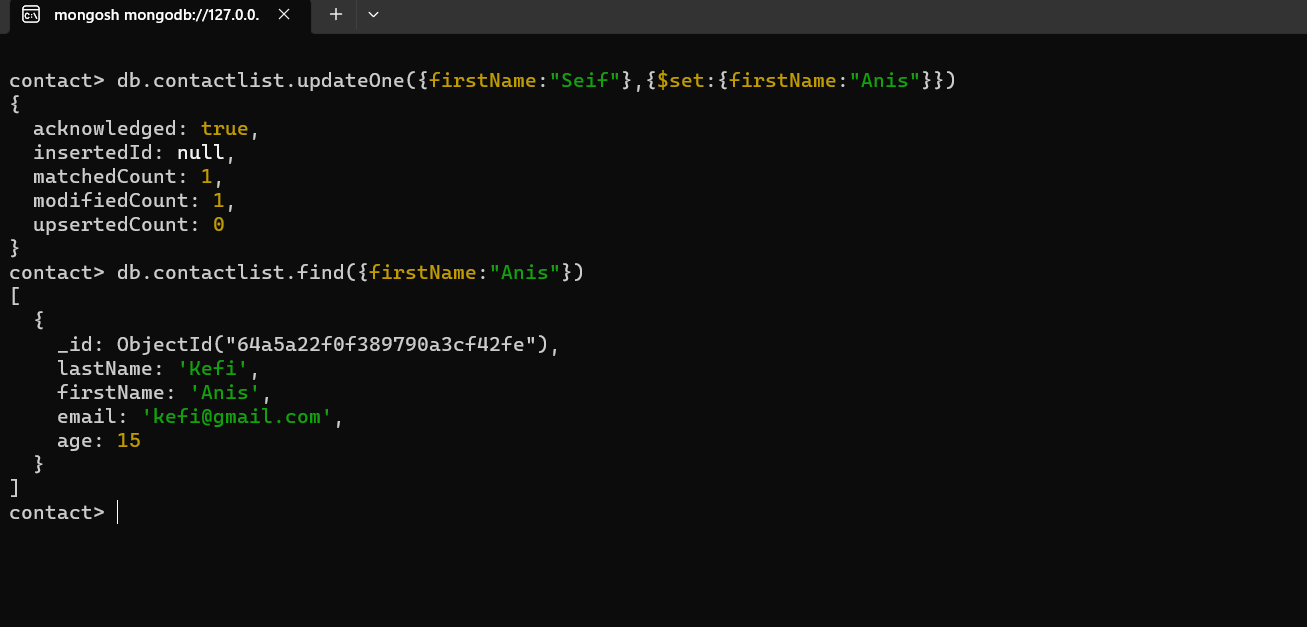 mongosh mongodb://127.0.0.
contact> db.contactlist.updateOne({firstName:"Seif"},{$set:{firstName:"Anis"}})
{
  acknowledged: true,
  insertedId: null,
  matchedCount: 1,
  modifiedCount: 1,
  upsertedCount: 0
}
contact> db.contactlist.find({firstName:"Anis"})
[
  {
    _id: ObjectId("64a5a22f0f389790a3cf42fe"),
    lastName: 'Kefi',
    firstName: 'Anis',
    email: 'kefi@gmail.com',
    age: 15
  }
]
contact>